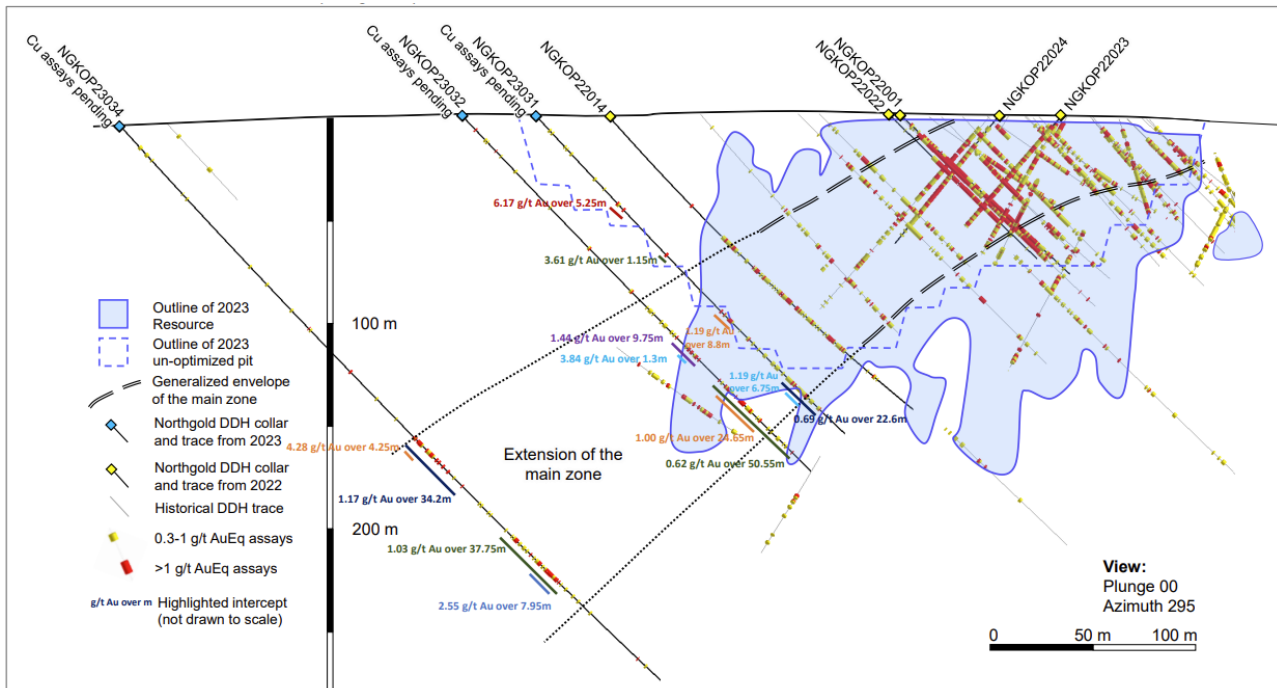 NGKOP23034
Cu assays pending
NGKOP23032
Cu assays pending
NGKOP23031
Cu assays pending
NGKOP22014
NGKOP22001
NGKOP22022
NGKOP22024
NGKOP22023
6.17 g/t Au over 5.25m
3.61 g/t Au over 1.15m
1.19 g/t Au
over 8.8m
1.44 g/t Au over 9.75m
3.84 g/t Au over 1.3m
1.19 g/t Au
over 6.75m
0.69 g/t Au over 22.6m
1.00 g/t Au over 24.65m
0.62 g/t Au over 50.55m
4.28 g/t Au over 4.25m
1.17 g/t Au over 34.2m
1.03 g/t Au over 37.75m
2.55 g/t Au over 7.95m
Extension of the
main zone
100 m
200 m
Outline of 2023
Resource
Outline of 2023
un-optimized pit
Generalized envelope
of the main zone
Northgold DDH collar
and trace from 2023
Northgold DDH collar
and trace from 2022
Historical DDH trace
0.3-1 g/t AuEq assays
>1 g/t AuEq assays
g/t Au over m Highlighted intercept
(not drawn to scale)
View:
Plunge 00
Azimuth 295
0 50 m 100 m